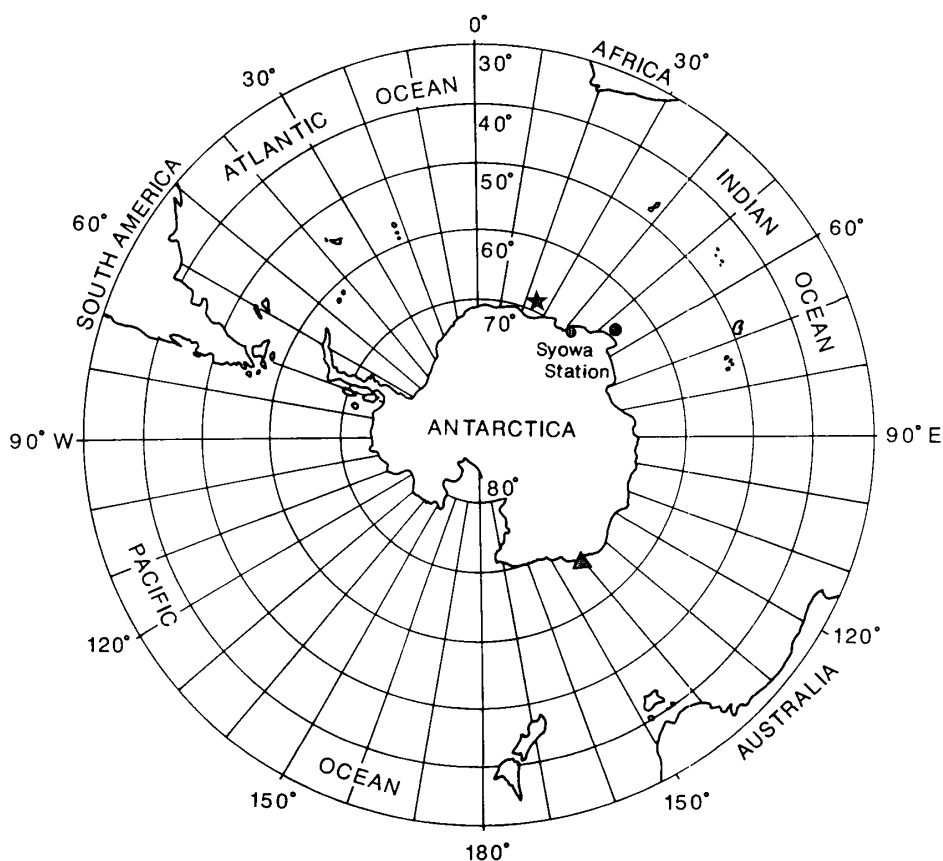 0°
30°
AFRICA
30°
30°
OCEAN
ATLANTIC
40°
50°
INDIAN
SOUTH AMERICA
60°
60°
60°
OCEAN
70°
Syowa
Station
ANTARCTICA
90° W
90° E
80°
PACIFIC
120°
120°
AUSTRALIA
OCEAN
150°
150°
180°